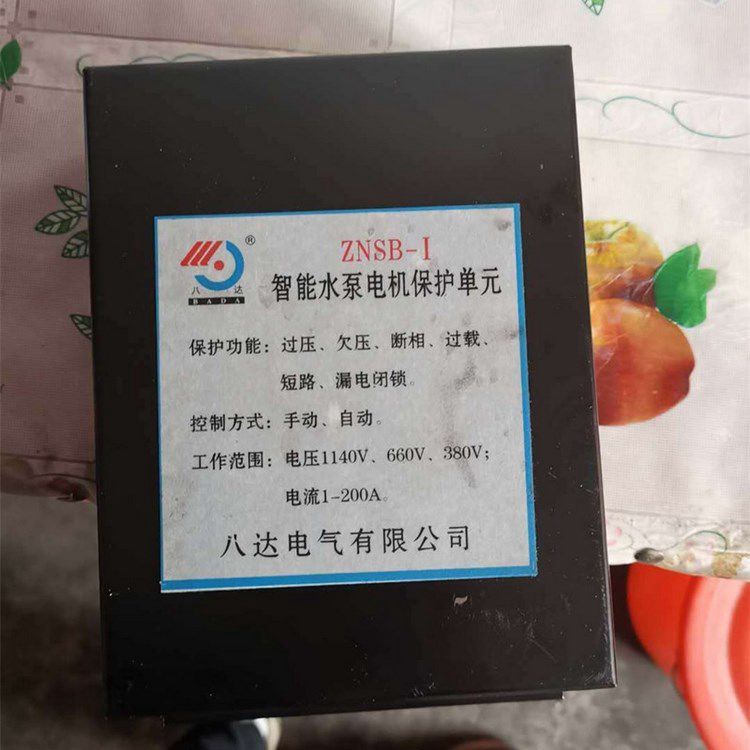 ZNSB-I
八达
BADA
®
智能水泵电机保护单元
保护功能：过压、欠压、断相、过载、
短路、漏电闭锁。
控制方式：手动、自动。
工作范围：电压1140V、660V、380V；
电流1-200A。
八达电气有限公司